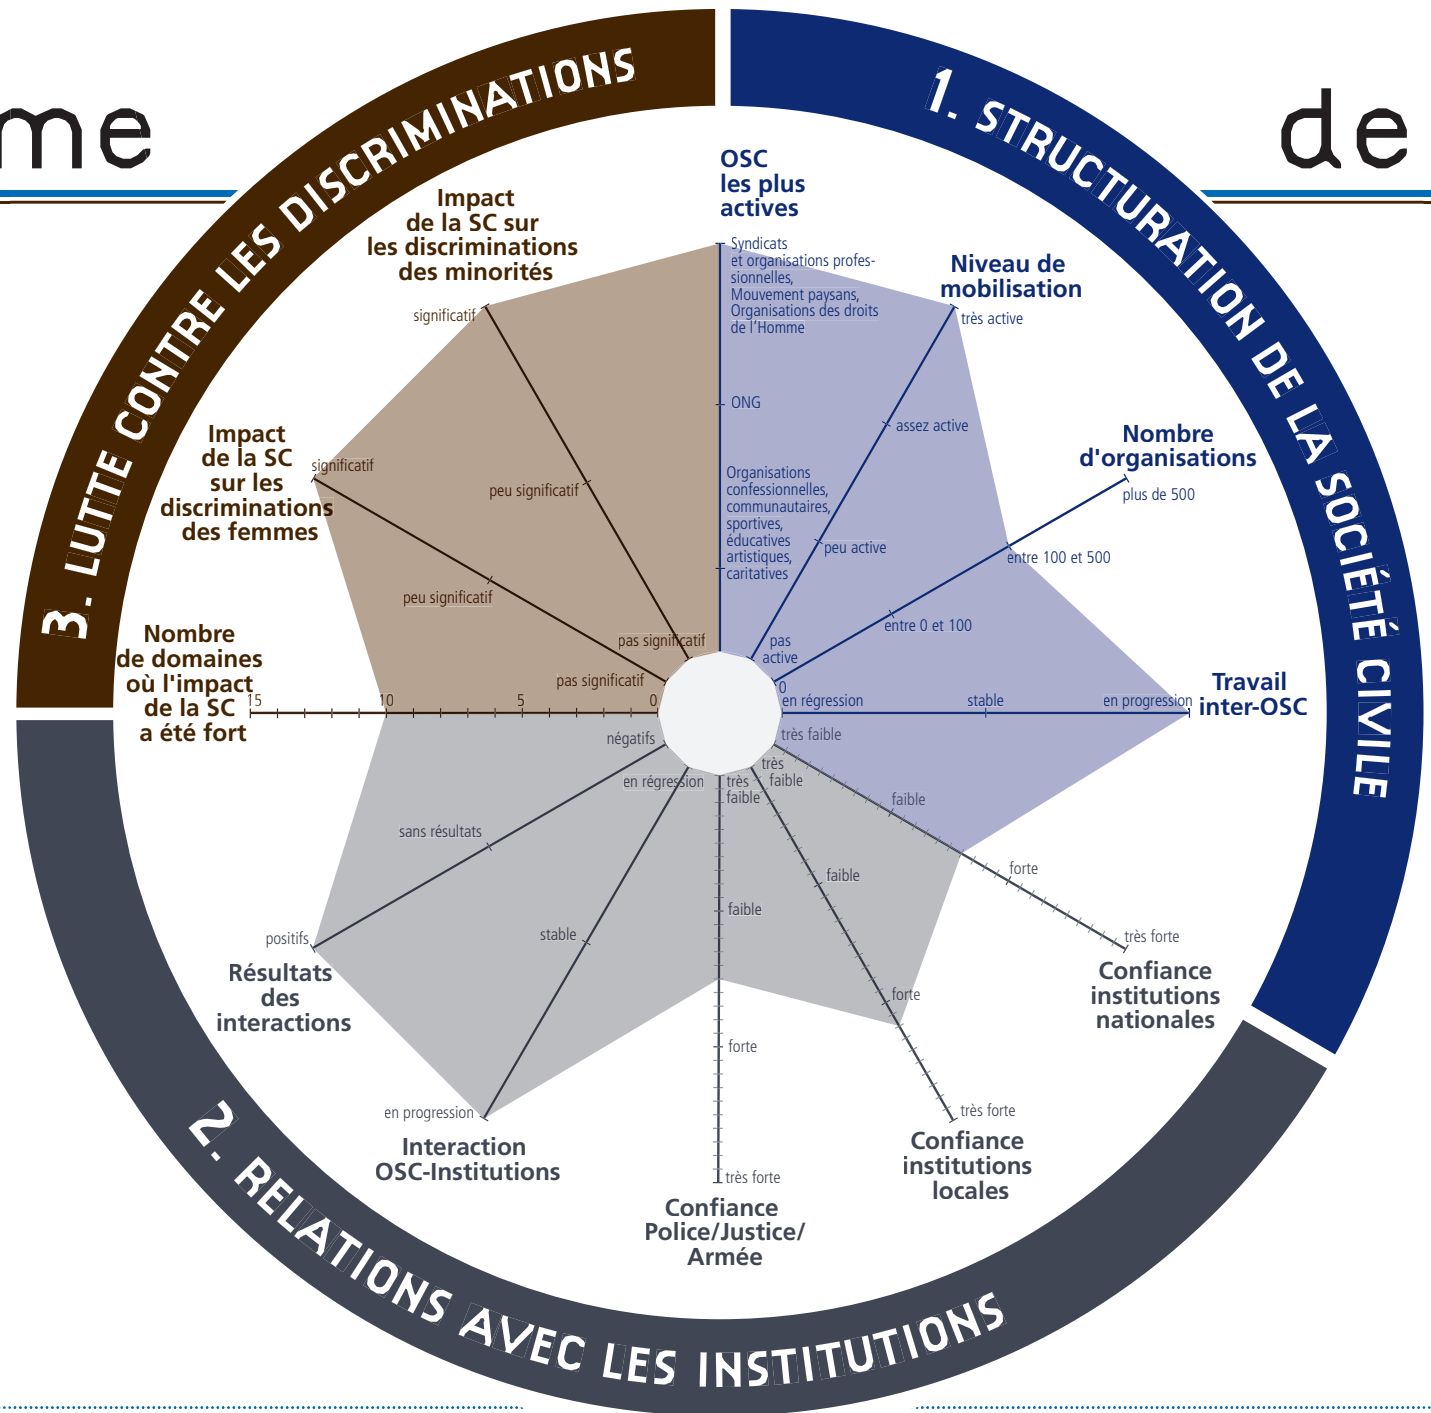 me
de
1. STRUCTURATION DE LA SOCIÉTÉ CIVILE
OSC
les plus
actives
Syndicats
et organisations profes-
sionnelles,
Mouvement paysans,
Organisations des droits
de l'Homme
ONG
Organisations
confessionnelles,
communautaires,
sportives,
éducatives
artistiques,
caritatives
Niveau de
mobilisation
très active
assez active
peu active
pas
active
Nombre
d'organisations
plus de 500
entre 100 et 500
entre 0 et 100
0
Travail
inter-OSC
en régression
stable
en progression
2. RELATIONS AVEC LES INSTITUTIONS
très faible
faible
forte
très forte
Confiance
institutions
nationales
très
faible
faible
forte
très forte
Confiance
institutions
locales
très
faible
faible
forte
très forte
Confiance
Police/Justice/
Armée
en régression
stable
en progression
Interaction
OSC-Institutions
négatifs
sans résultats
positifs
Résultats
des
interactions
3. LUTTE CONTRE LES DISCRIMINATIONS
Nombre
de domaines
où l'impact
de la SC
a été fort
15
10
5
0
Impact
de la SC
sur les
discriminations
des femmes
significatif
peu significatif
pas significatif
Impact
de la SC sur
les discriminations
des minorités
significatif
peu significatif
pas significatif